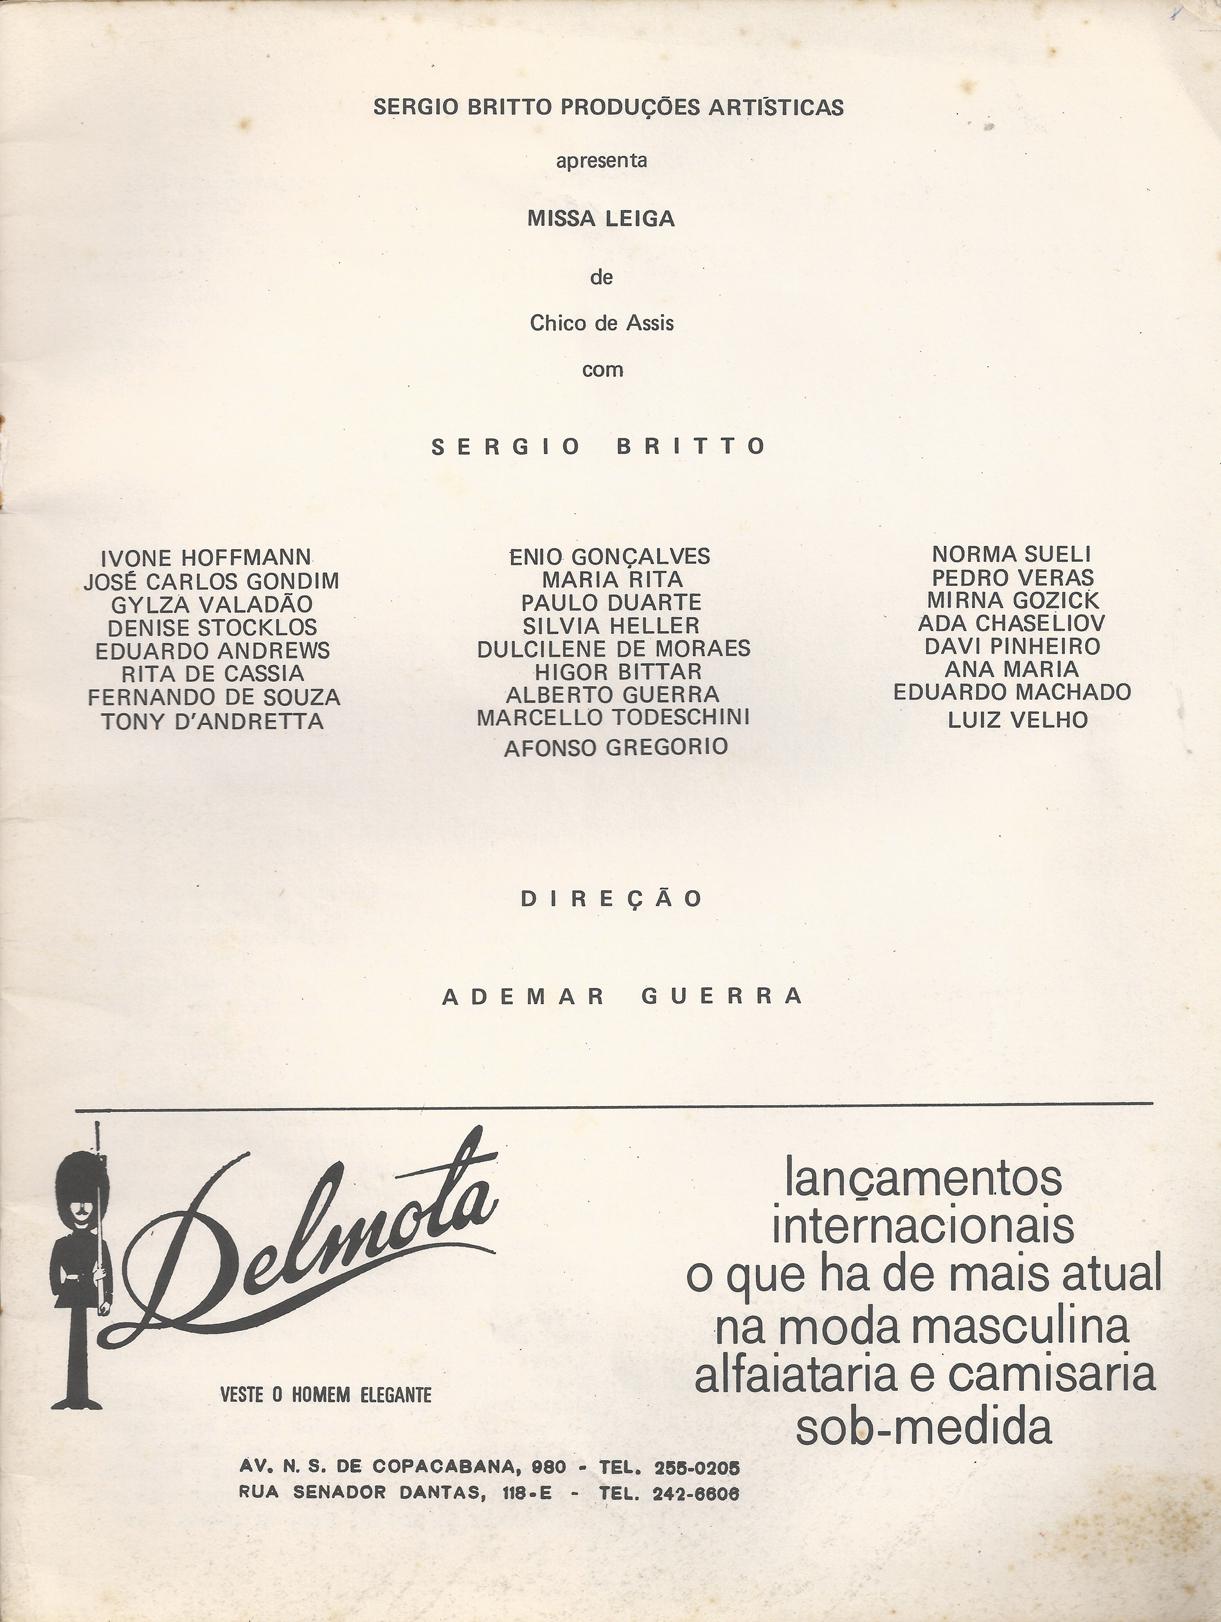 SERGIO BRITTO PRODUÇÕES ARTÍSTICAS
apresenta
MISSA LEIGA
de
Chico de Assis
com
SERGIO BRITTO
IVONE HOFFMANN
JOSÉ CARLOS GONDIM
GYLZA VALADÃO
DENISE STOCKLOS
EDUARDO ANDREWS
RITA DE CASSIA
FERNANDO DE SOUZA
TONY D'ANDRETTA
ENIO GONÇALVES
MARIA RITA
PAULO DUARTE
SILVIA HELLER
DULCILENE DE MORAES
HIGOR BITTAR
ALBERTO GUERRA
MARCELLO TODESCHINI
AFONSO GREGORIO
NORMA SUELI
PEDRO VERAS
MIRNA GOZICK
ADA CHASELIOV
DAVI PINHEIRO
ANA MARIA
EDUARDO MACHADO
LUIZ VELHO
DIREÇÃO
ADEMAR GUERRA
Delmota
VESTE O HOMEM ELEGANTE
lançamentos
internacionais
o que ha de mais atual
na moda masculina
alfaiataria e camisaria
sob-medida
AV. N. S. DE COPACABANA, 980 - TEL. 255-0205
RUA SENADOR DANTAS, 118-E - TEL. 242-6606